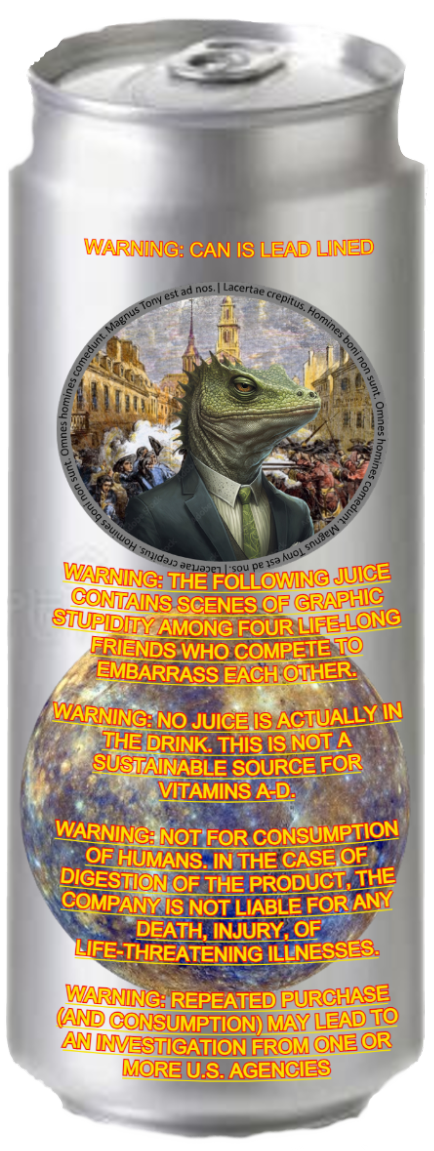 WARNING: CAN IS LEAD LINED
Magnus Tony est ad nos. | Lacertae crepitus. Homines boni non sunt. Omnes homines comedunt. Magnus Tony est ad nos. | Lacertae crepitus. Homines boni non sunt. Omnes homines comedunt.
WARNING: THE FOLLOWING JUICE
CONTAINS SCENES OF GRAPHIC
STUPIDITY AMONG FOUR LIFE-LONG
FRIENDS WHO COMPETE TO
EMBARRASS EACH OTHER.
WARNING: NO JUICE IS ACTUALLY IN
THE DRINK. THIS IS NOT A
SUSTAINABLE SOURCE FOR
VITAMINS A-D.
WARNING: NOT FOR CONSUMPTION
OF HUMANS. IN THE CASE OF
DIGESTION OF THE PRODUCT, THE
COMPANY IS NOT LIABLE FOR ANY
DEATH, INJURY, OF
LIFE-THREATENING ILLNESSES.
WARNING: REPEATED PURCHASE
(AND CONSUMPTION) MAY LEAD TO
AN INVESTIGATION FROM ONE OR
MORE U.S. AGENCIES